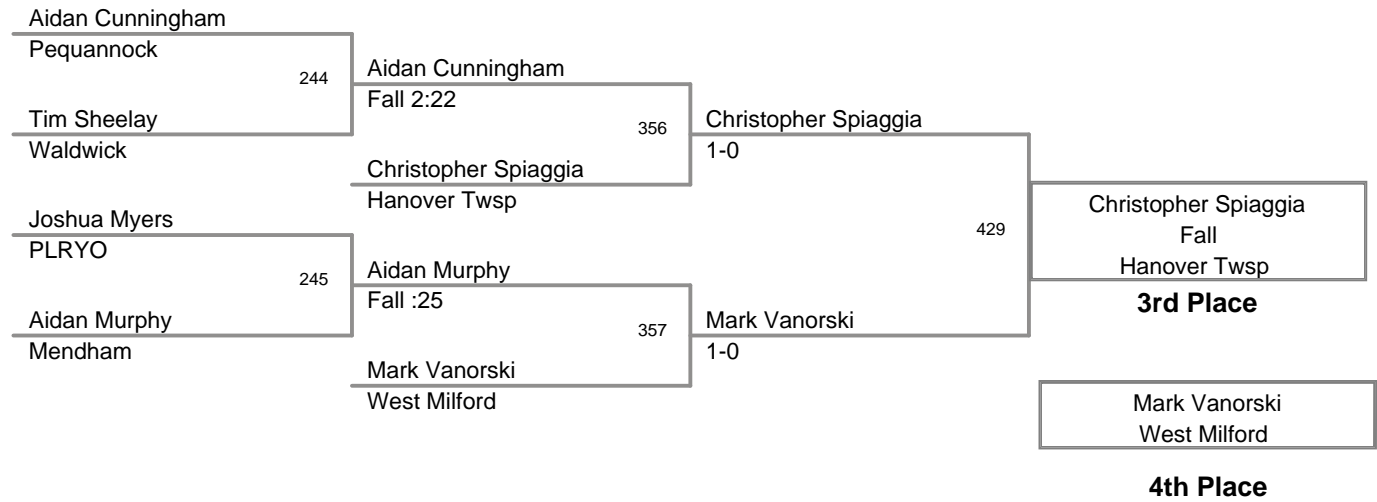 Aidan Cunningham
Pequannock
244
Tim Sheelay
Waldwick
Joshua Myers
PLRYO
245
Aidan Murphy
Mendham
Aidan Cunningham
Fall 2:22
356
Christopher Spiaggia
Hanover Twsp
Aidan Murphy
Fall :25
357
Mark Vanorski
West Milford
Christopher Spiaggia
1-0
429
Mark Vanorski
1-0
Christopher Spiaggia
Fall
Hanover Twsp
3rd Place
Mark Vanorski
West Milford
4th Place